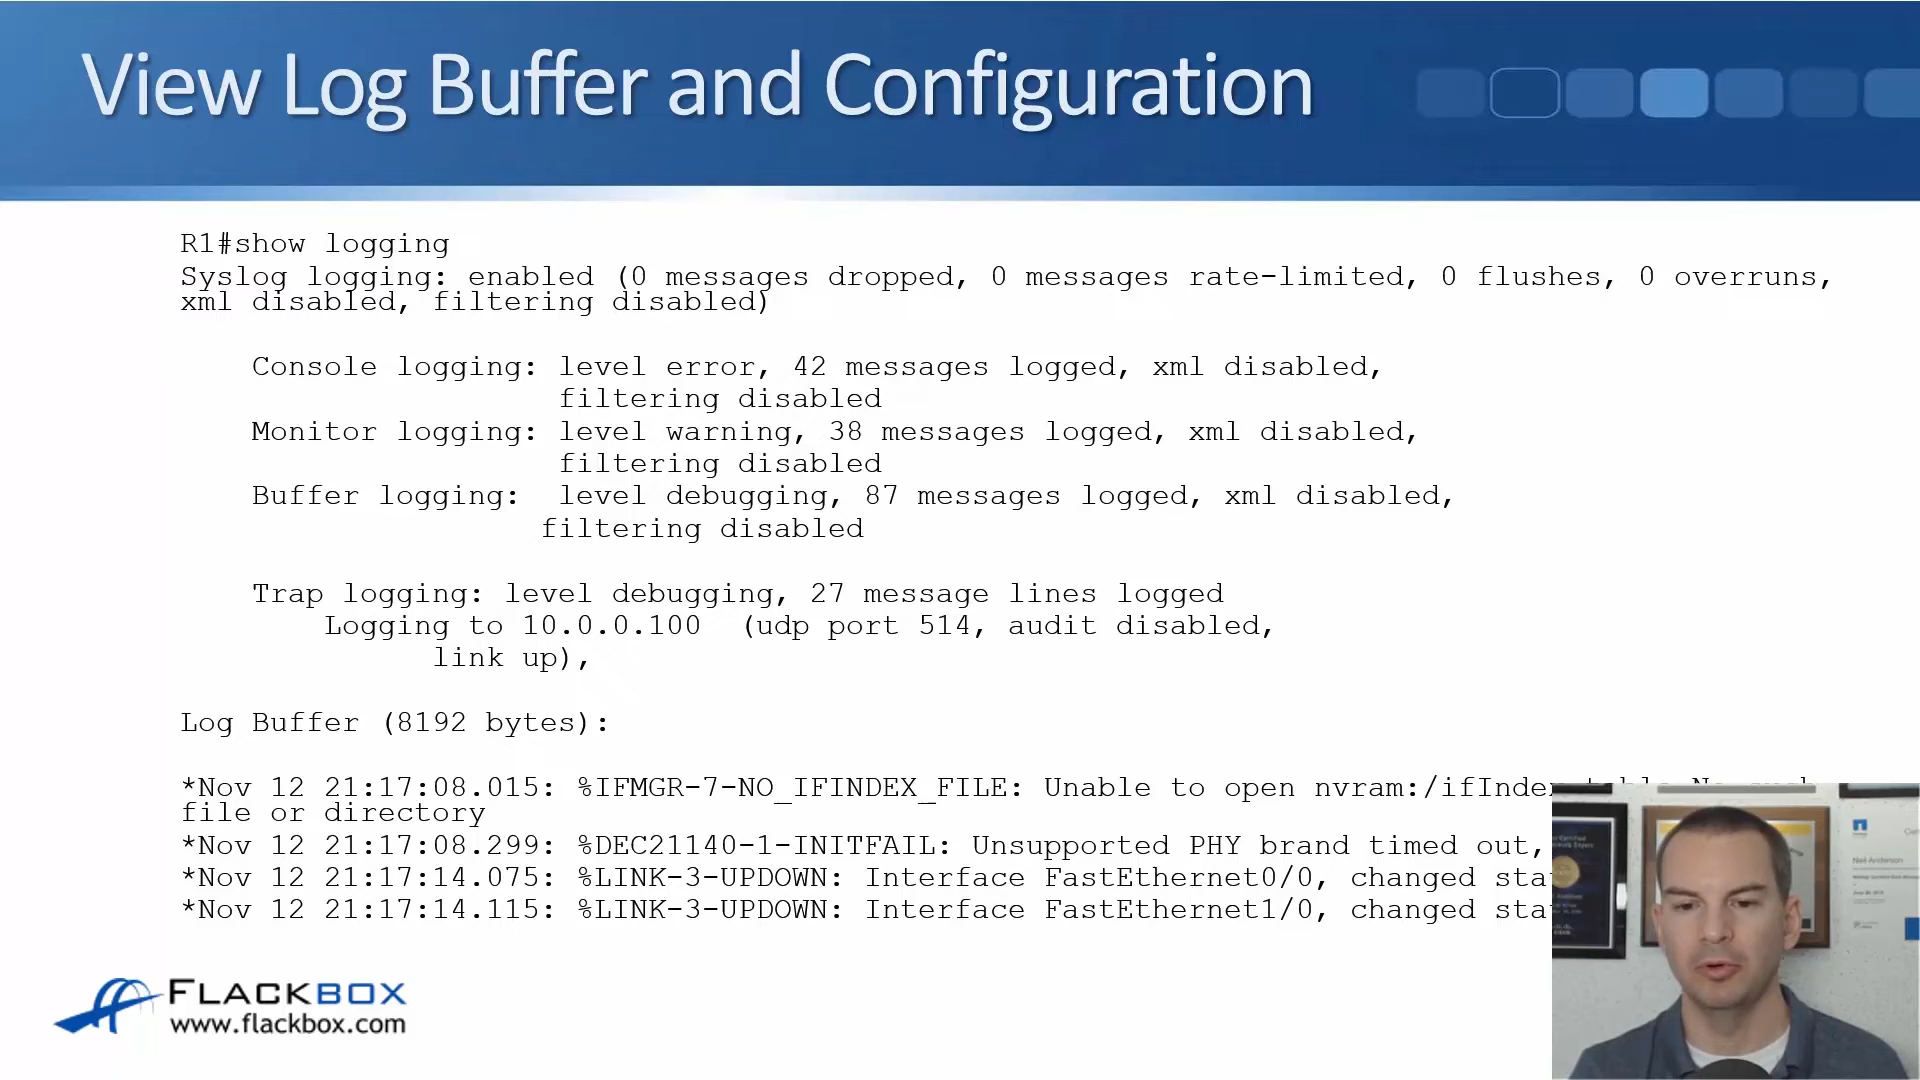 View Log Buffer and Configuration
R1#show logging
Syslog logging: enabled (0 messages dropped, 0 messages rate-limited, 0 flushes, 0 overruns,
xml disabled, filtering disabled)
Console logging: level error, 42 messages logged, xml disabled,
filtering disabled
Monitor logging: level warning, 38 messages logged, xml disabled,
filtering disabled
Buffer logging:  level debugging, 87 messages logged, xml disabled,
filtering disabled
Trap logging: level debugging, 27 message lines logged
Logging to 10.0.0.100  (udp port 514, audit disabled,
link up),
Log Buffer (8192 bytes):
*Nov 12 21:17:08.015: %IFMGR-7-NO_IFINDEX_FILE: Unable to open nvram:/ifIndex
file or directory
*Nov 12 21:17:08.299: %DEC21140-1-INITFAIL: Unsupported PHY brand timed out,
*Nov 12 21:17:14.075: %LINK-3-UPDOWN: Interface FastEthernet0/0, changed sta
*Nov 12 21:17:14.115: %LINK-3-UPDOWN: Interface FastEthernet1/0, changed sta
Neil Anderson
FLACKBOX
www.flackbox.com